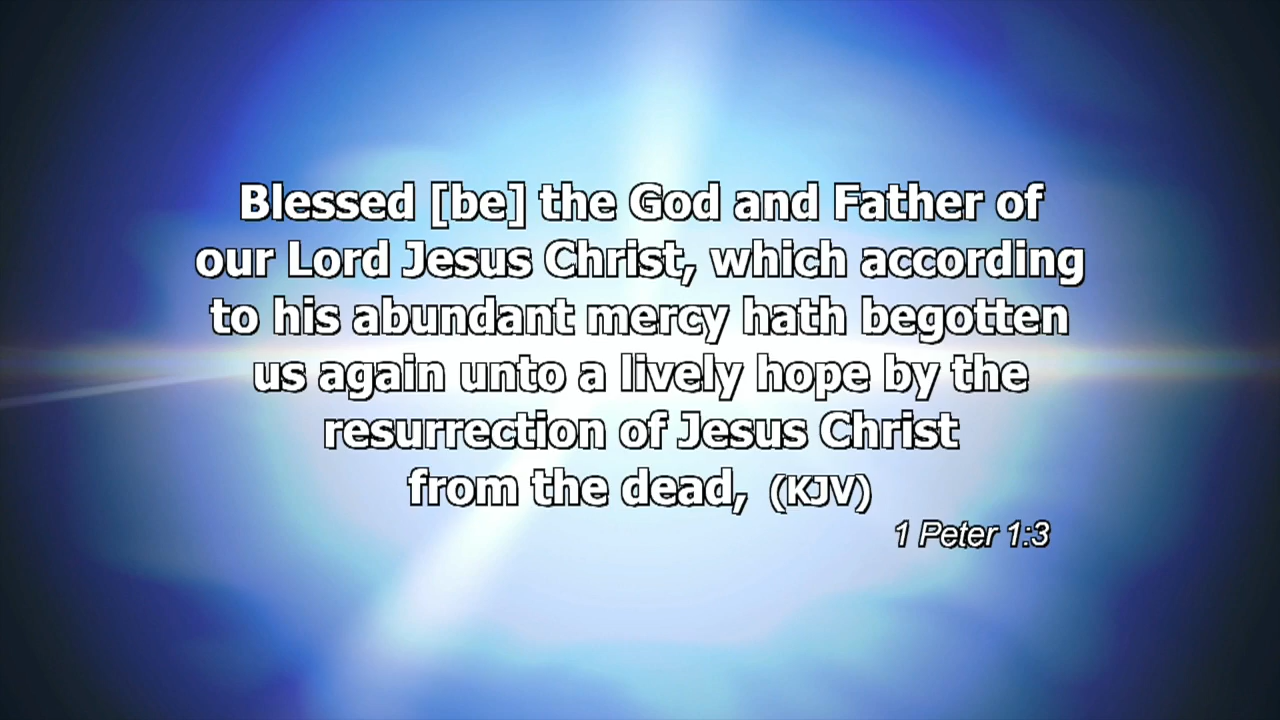 Blessed [be] the God and Father of
our Lord Jesus Christ, which according
to his abundant mercy hath begotten
us again unto a lively hope by the
resurrection of Jesus Christ
from the dead, (KJV)
1 Peter 1:3